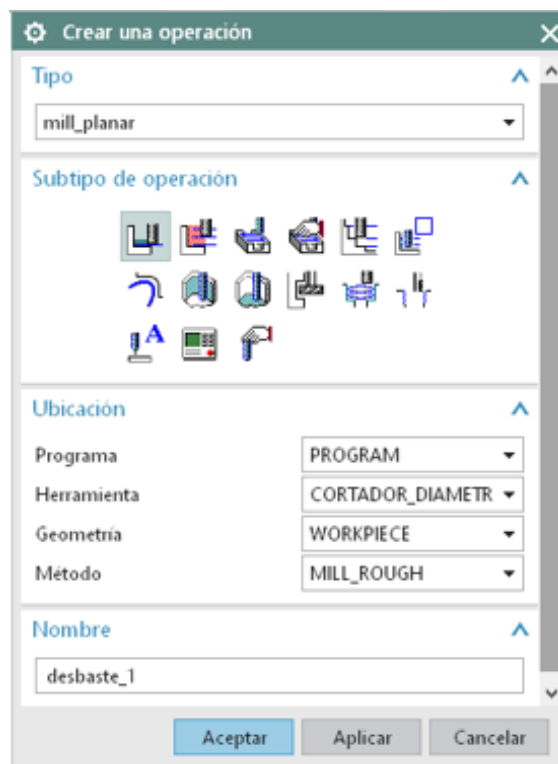 Crear una operación
Tipo
mill_planar
Subtipo de operación
A
Ubicación
Programa PROGRAM
Herramienta CORTADOR_DIAMETR
Geometría WORKPIECE
Método MILL_ROUGH
Nombre
desbaste_1
Aceptar Aplicar Cancelar